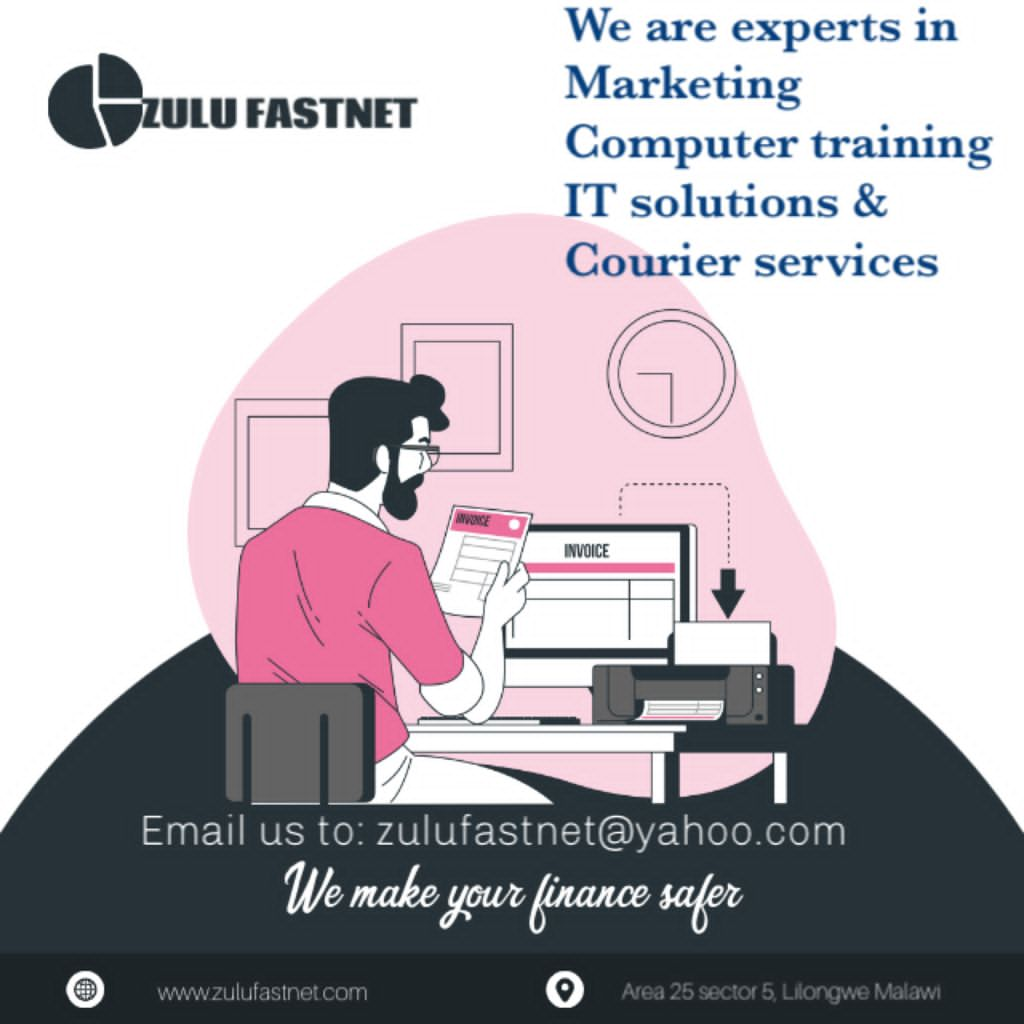 ZULU FASTNET
We are experts in
Marketing
Computer training
IT solutions &
Courier services
INVOICE
INVOICE
Email us to: zulufastnet@yahoo.com
We make your finance safer
www.zulufastnet.com
Area 25 sector 5, Lilongwe Malawi